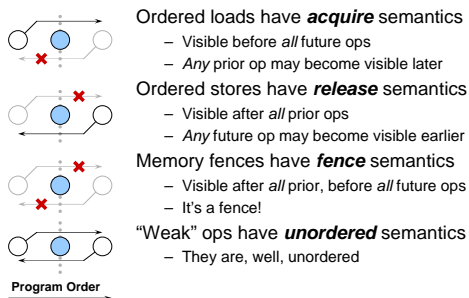 Ordered loads have acquire semantics
– Visible before all future ops
– Any prior op may become visible later
Ordered stores have release semantics
– Visible after all prior ops
– Any future op may become visible earlier
Memory fences have fence semantics
– Visible after all prior, before all future ops
– It's a fence!
“Weak” ops have unordered semantics
– They are, well, unordered
Program Order